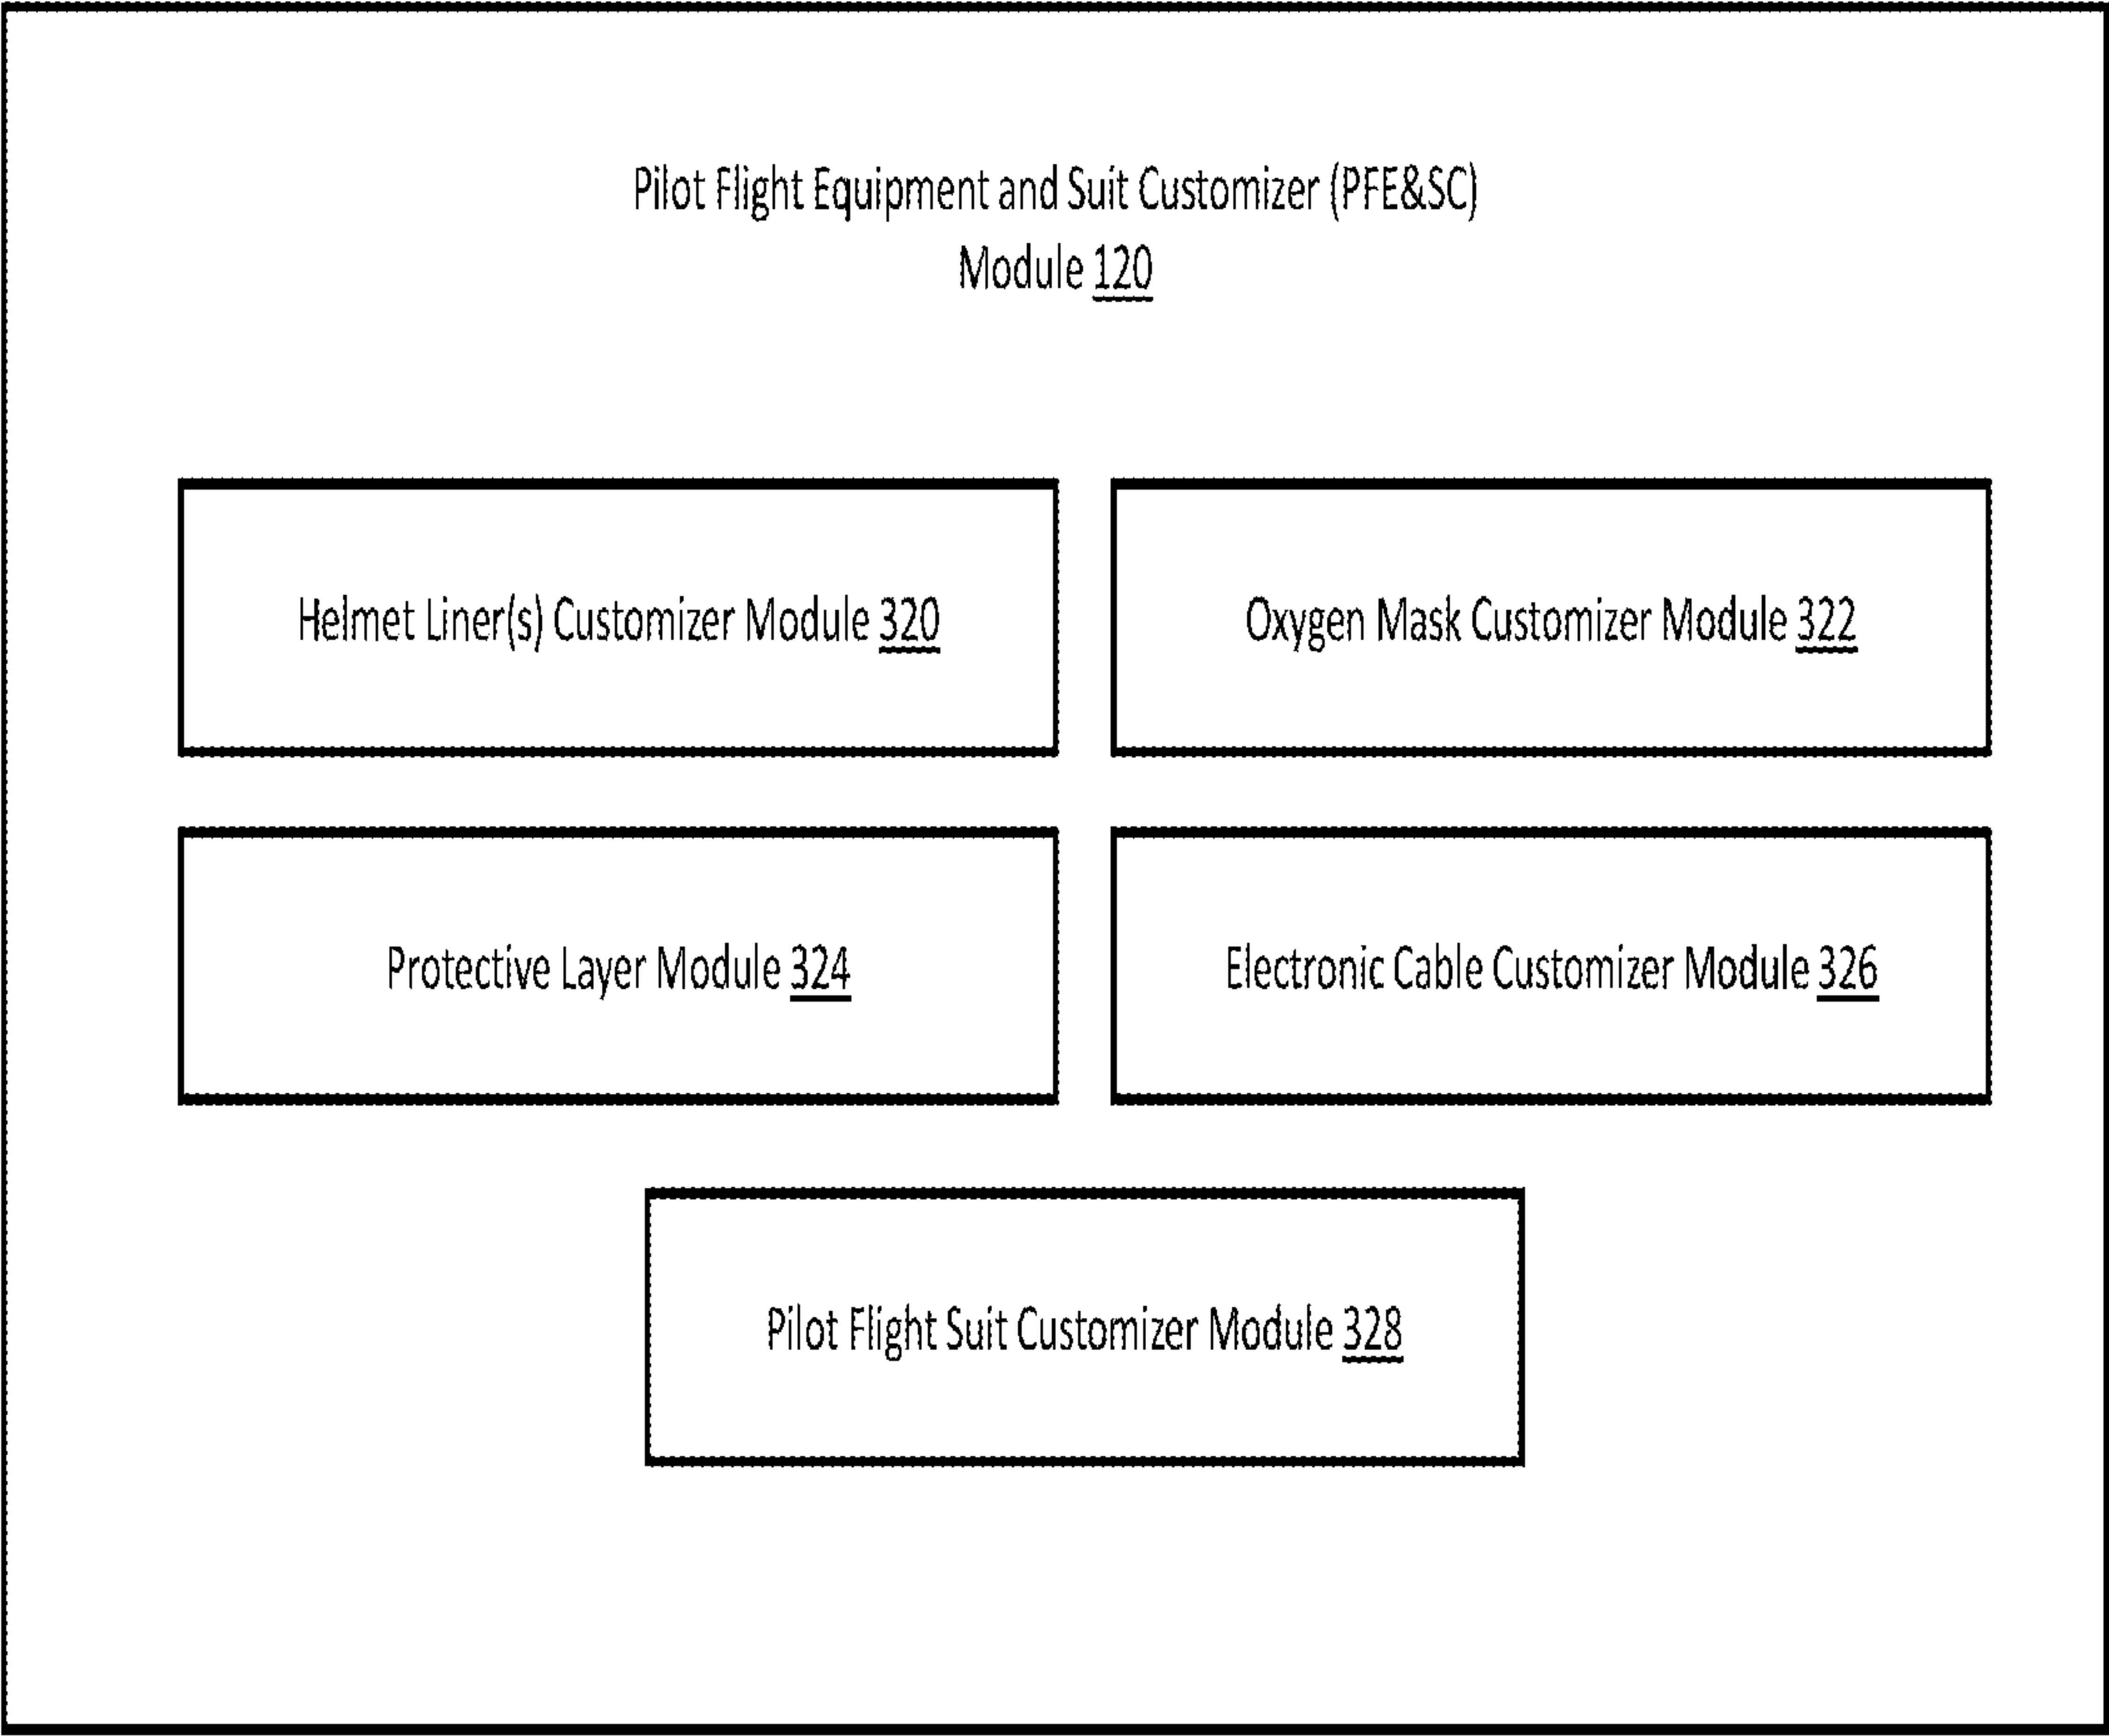 Pilot Flight Equipment and Suit Customizer (PFE&SC)
Module 120
Helmet Liner(s) Customizer Module 320
Oxygen Mask Customizer Module 322
Protective Layer Module 324
Electronic Cable Customizer Module 326
Pilot Flight Suit Customizer Module 328